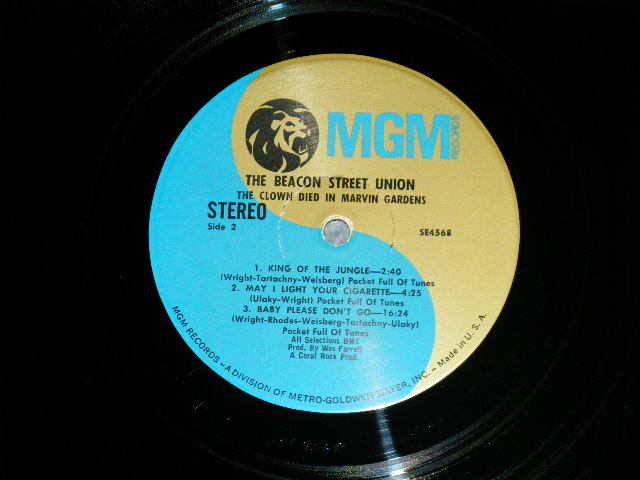 MGM
RECORDS
THE BEACON STREET UNION
THE CLOWN DIED IN MARVIN GARDENS
STEREO
Side 2
SE4568
1. KING OF THE JUNGLE—2:40
(Wright-Tartachny-Weisberg) Pocket Full of Tunes
2. MAY I LIGHT YOUR CIGARETTE—4:25
(Ulaky-Wright) Pocket Full Of Tunes
3. BABY PLEASE DON'T GO—16:24
(Wright-Rhodes-Weisberg-Tartachny-Ulaky)
Pocket Full Of Tunes
All Selections BMI
Prod. By Wes Farrell
A Coral Rock Prod.
MGM RECORDS – A DIVISION OF METRO-GOLDWYN-MAYER, INC. – Made in U. S. A.